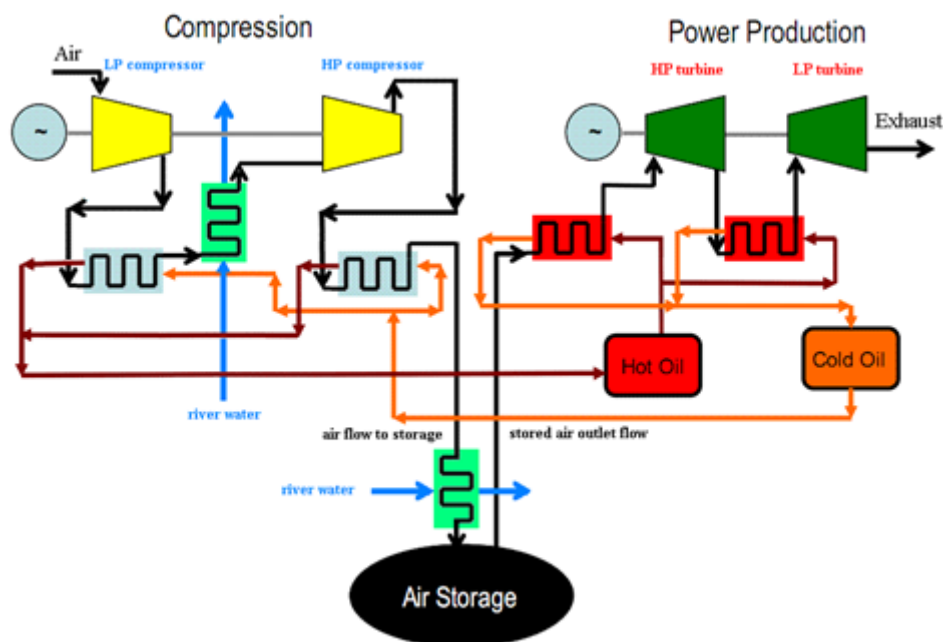 Compression
Power Production
Air
LP compressor
HP compressor
HP turbine
LP turbine
~
~
Exhaust
Hot Oil
Cold Oil
river water
air flow to storage
stored air outlet flow
river water
Air Storage